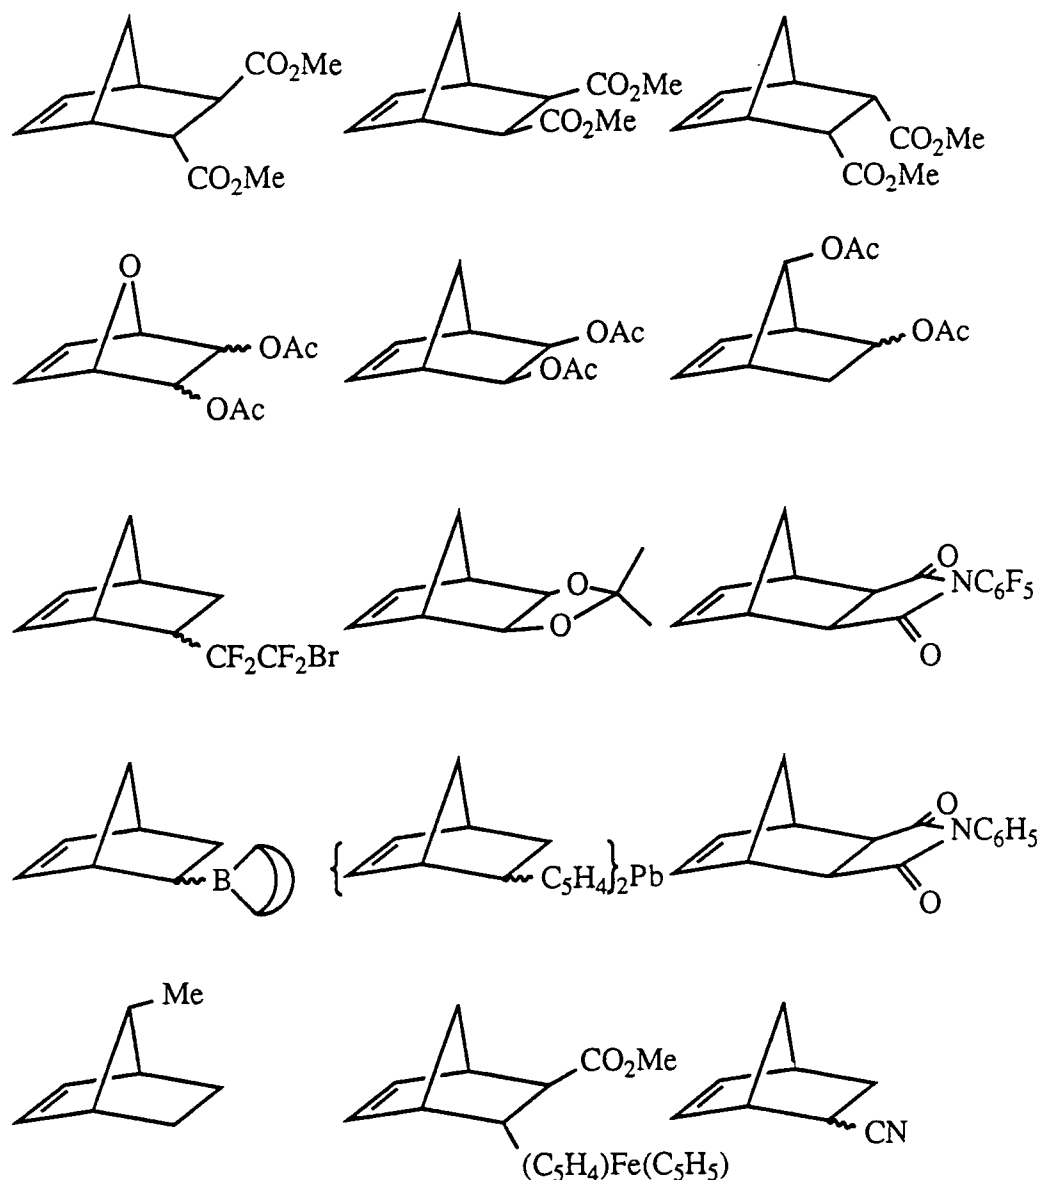 CO₂Me
CO₂Me
CO₂Me
CO₂Me
CO₂Me
CO₂Me
O
OAc
OAc
OAc
OAc
OAc
OAc
CF₂CF₂Br
O
O
O
NC₆F₅
O
B
{ C₅H₄}₂Pb
O
NC₆H₅
O
Me
CO₂Me
(C₅H₄)Fe(C₅H₅)
CN